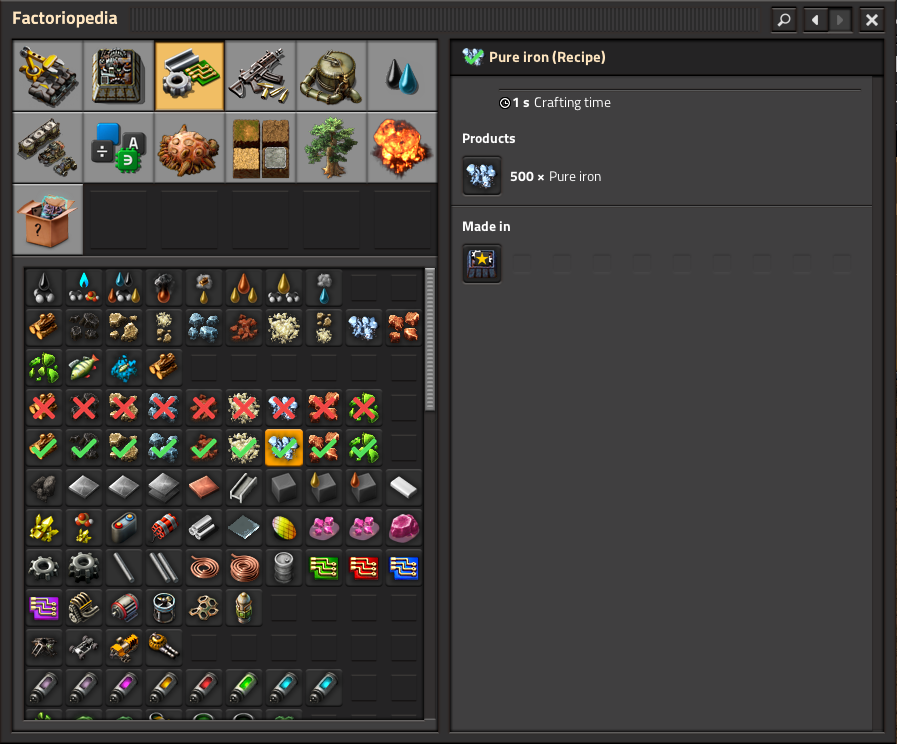 Factoriopedia
Pure iron (Recipe)
1 s Crafting time
Products
500 × Pure iron
Made in
A
÷
?